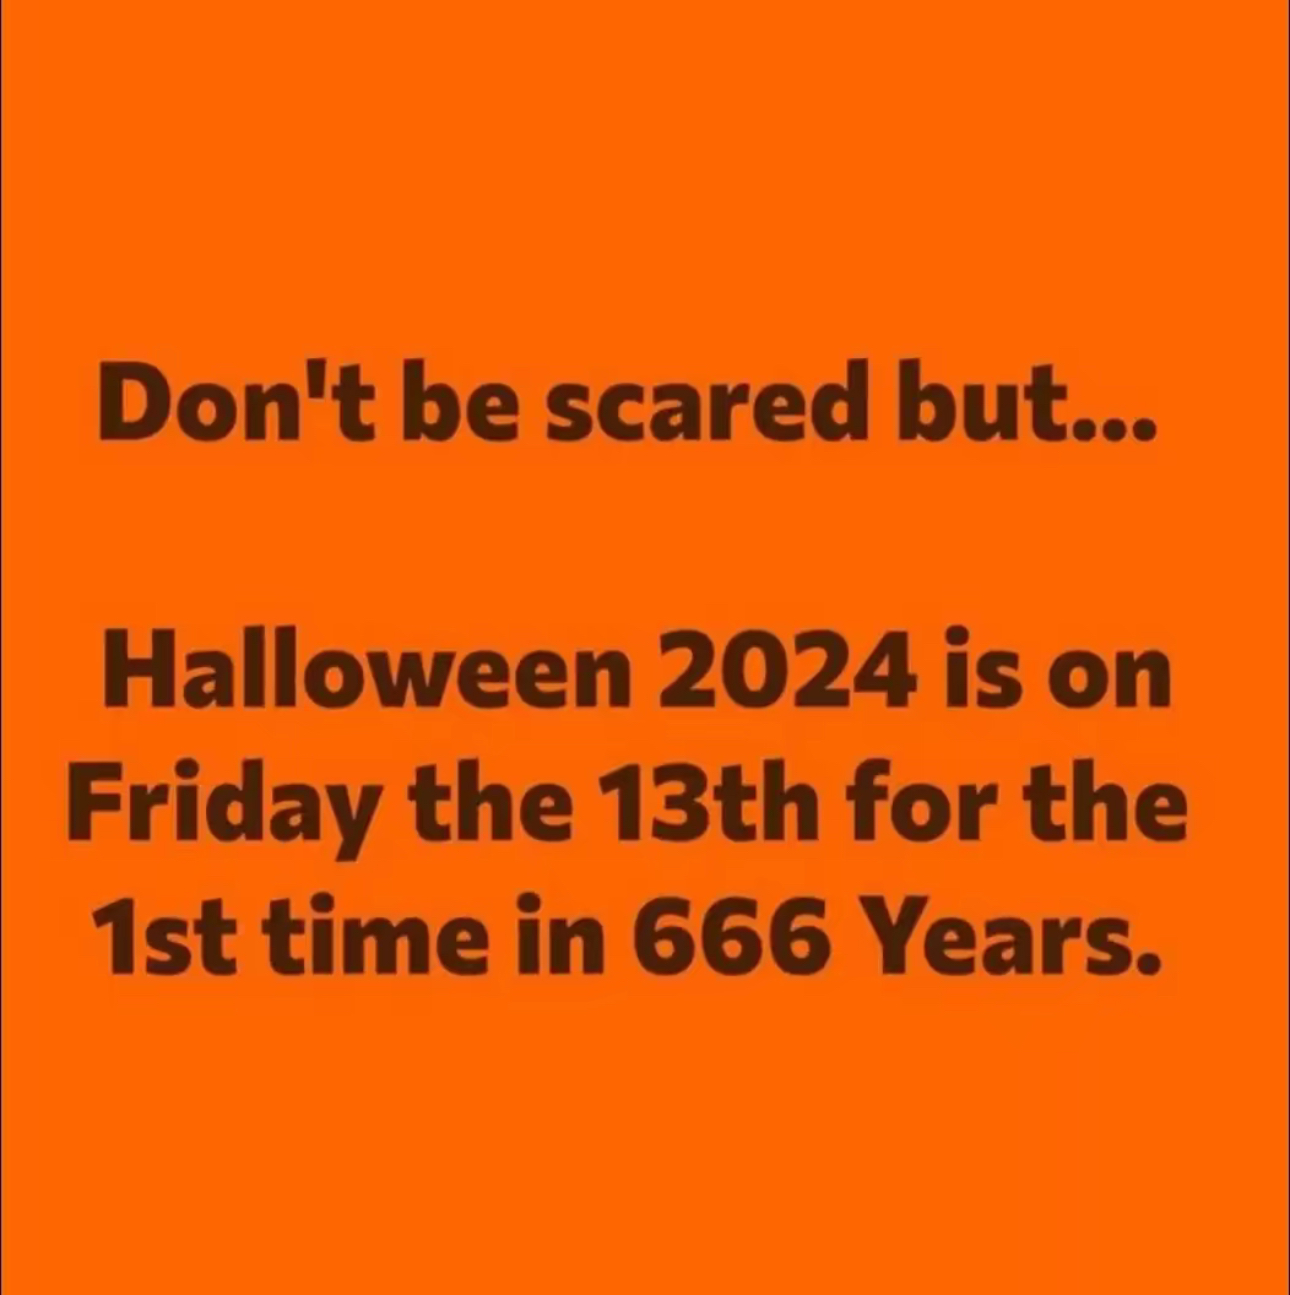 Don't be scared but...
Halloween 2024 is on
Friday the 13th for the
1st time in 666 Years.